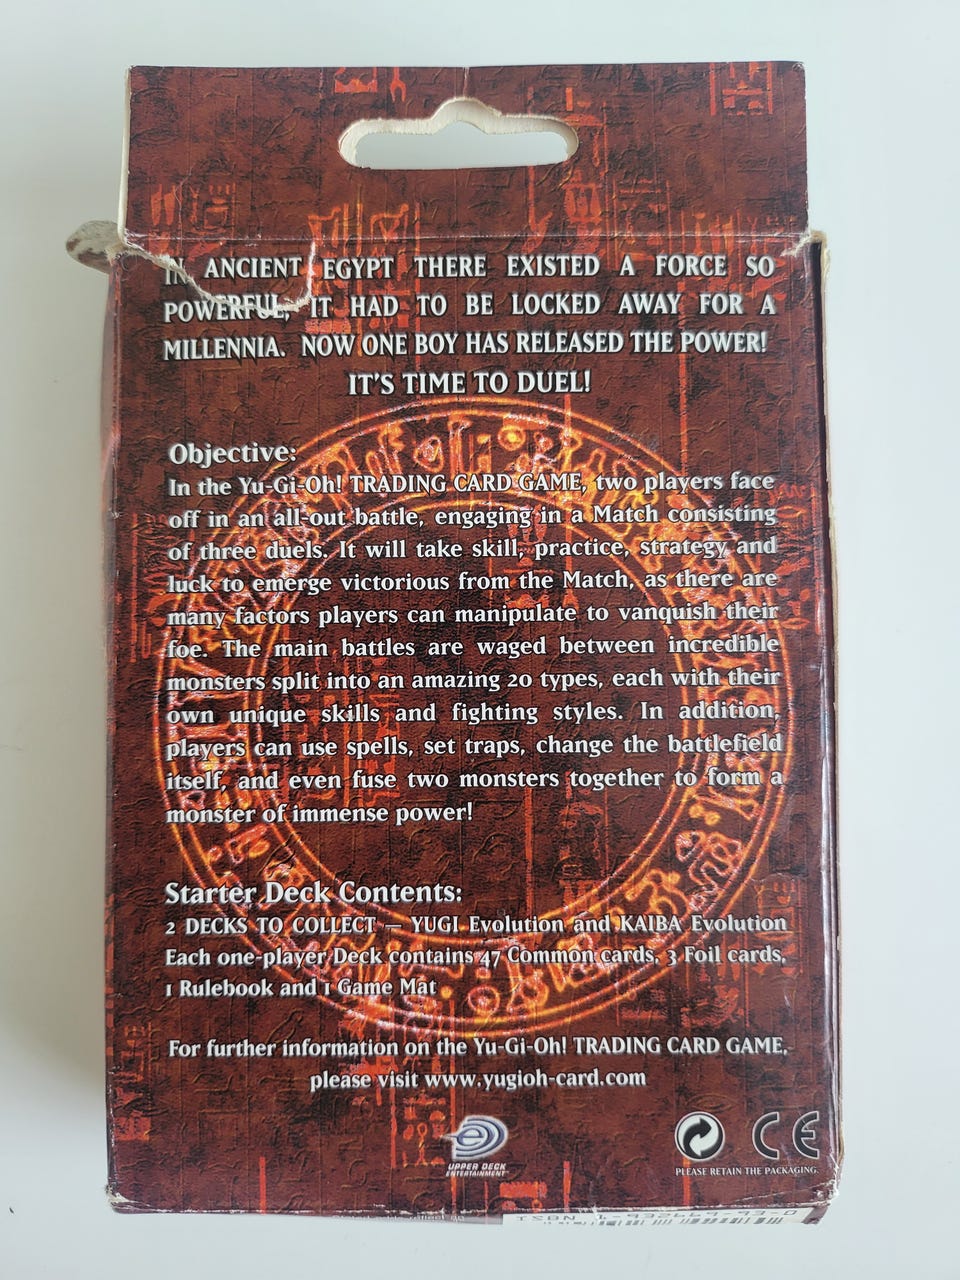 IN ANCIENT EGYPT THERE EXISTED A FORCE SO
POWERFUL, IT HAD TO BE LOCKED AWAY FOR A
MILLENNIA. NOW ONE BOY HAS RELEASED THE POWER!
IT'S TIME TO DUEL!
Objective:
In the Yu-Gi-Oh! TRADING CARD GAME, two players face
off in an all-out battle, engaging in a Match consisting
of three duels. It will take skill, practice, strategy and
luck to emerge victorious from the Match, as there are
many factors players can manipulate to vanquish their
foe. The main battles are waged between incredible
monsters split into an amazing 20 types, each with their
own unique skills and fighting styles. In addition,
players can use spells, set traps, change the battlefield
itself, and even fuse two monsters together to form a
monster of immense power!
Starter Deck Contents:
2 DECKS TO COLLECT — YUGI Evolution and KAIBA Evolution
Each one-player Deck contains 47 Common cards, 3 Foil cards,
1 Rulebook and 1 Game Mat
For further information on the Yu-Gi-Oh! TRADING CARD GAME,
please visit www.yugioh-card.com
UPPER DECK
ENTERTAINMENT
CE
PLEASE RETAIN THE PACKAGING.
ISBN 1-932669-93-0